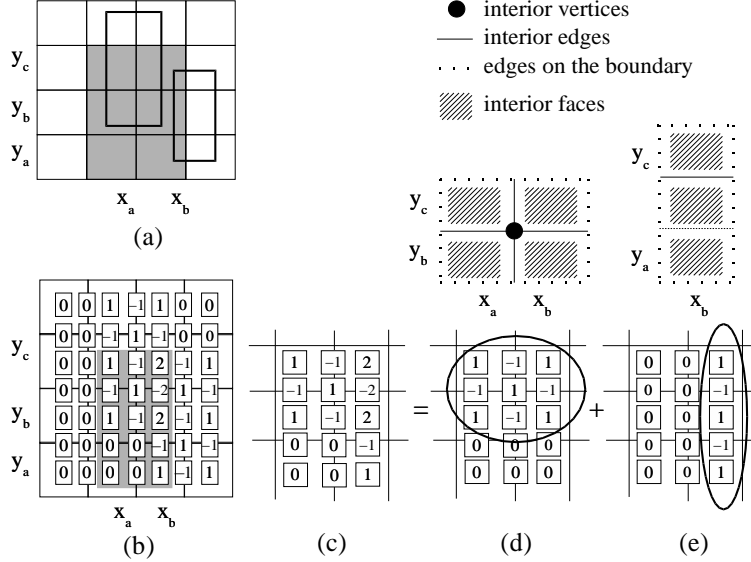 interior vertices
interior edges
edges on the boundary
interior faces
y_c
y_b
y_a
x_a x_b
(a)
y_c
y_b
x_a x_b
y_c
y_a
x_b
0 0 1 -1 1 0 0
0 0 -1 1 -1 0 0
0 0 1 -1 2 -1 1
0 0 -1 1 -2 1 -1
0 0 1 -1 2 -1 1
0 0 0 0 -1 1 -1
0 0 0 0 1 -1 1
y_c
y_b
y_a
x_a x_b
(b)
1 -1 2
-1 1 -2
1 -1 2
0 0 -1
0 0 1
(c)
=
1 -1 1
-1 1 -1
1 -1 1
0 0 0
0 0 0
(d)
+
0 0 1
0 0 -1
0 0 1
0 0 -1
0 0 1
(e)